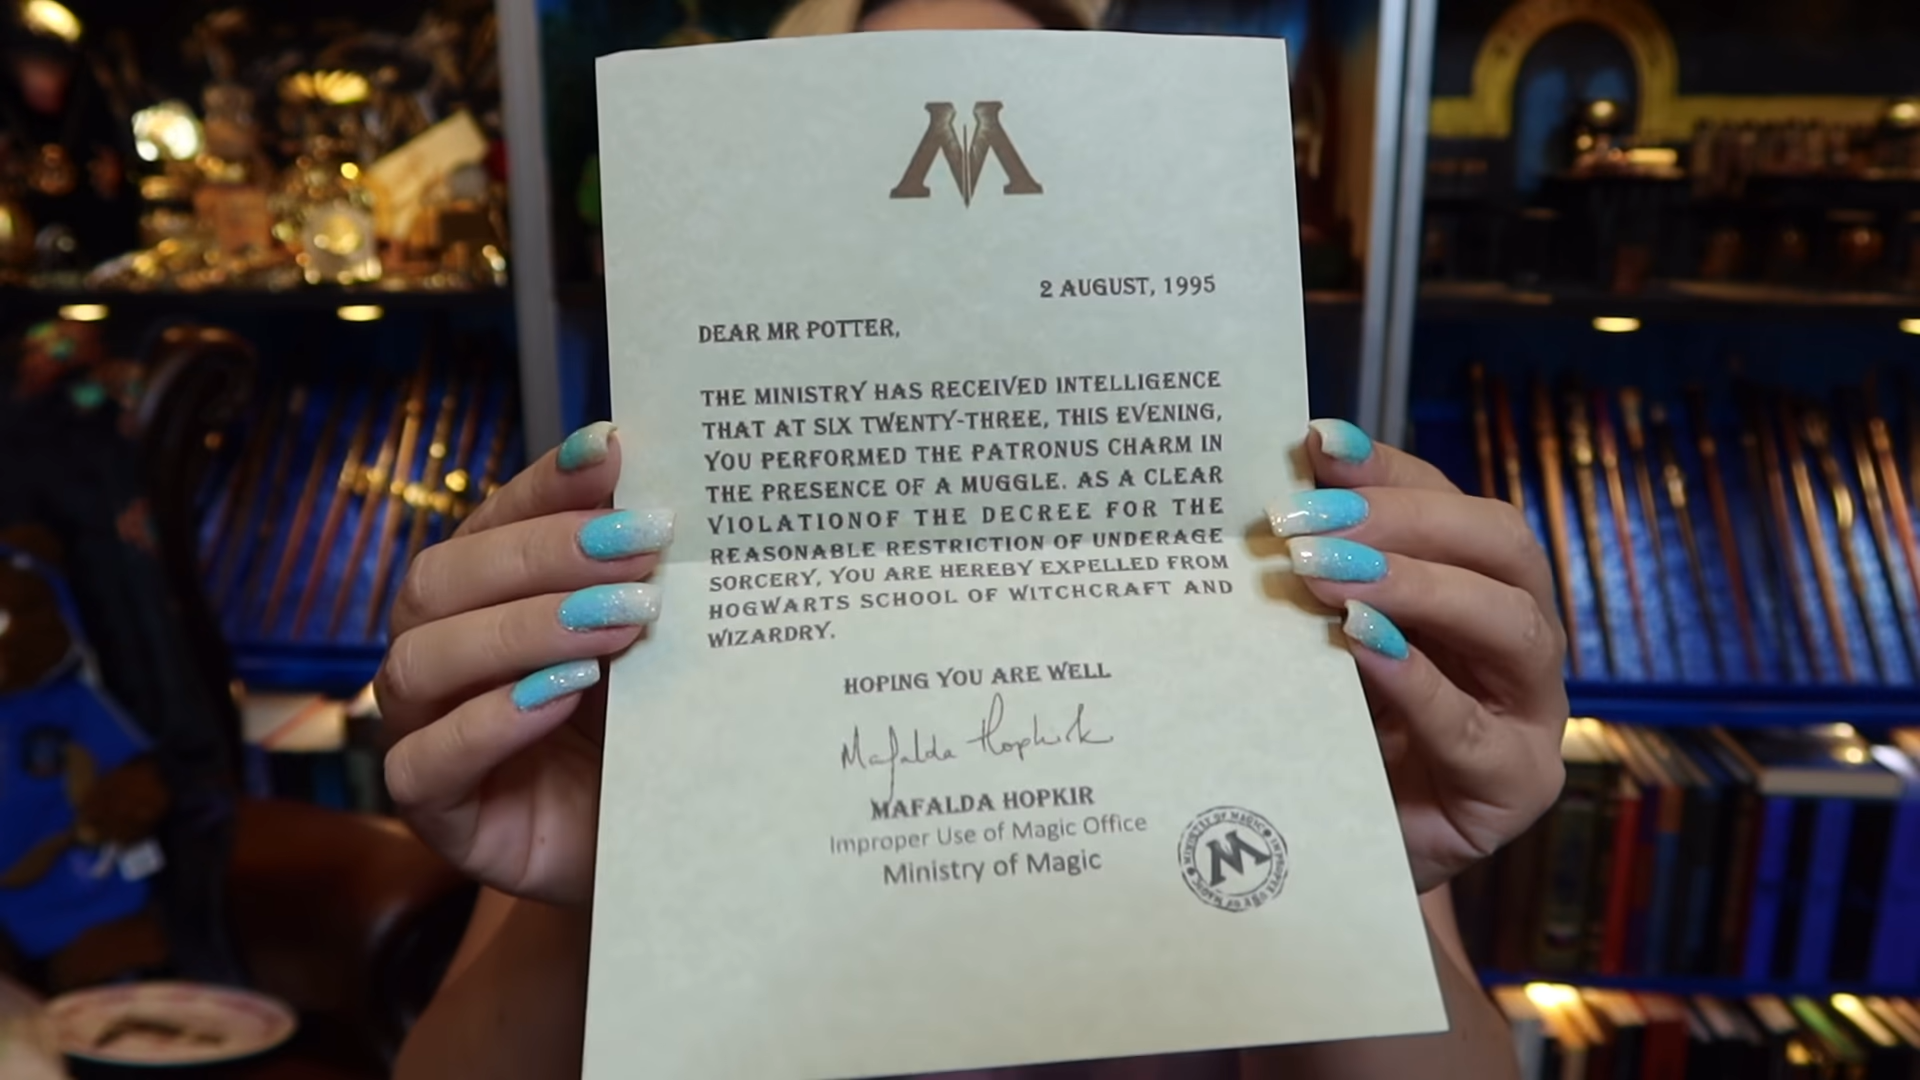 M
2 AUGUST, 1995
DEAR MR POTTER,
THE MINISTRY HAS RECEIVED INTELLIGENCE
THAT AT SIX TWENTY-THREE, THIS EVENING,
YOU PERFORMED THE PATRONUS CHARM IN
THE PRESENCE OF A MUGGLE. AS A CLEAR
VIOLATIONOF THE DECREE FOR THE
REASONABLE RESTRICTION OF UNDERAGE
SORCERY, YOU ARE HEREBY EXPELLED FROM
HOGWARTS SCHOOL OF WITCHCRAFT AND
WIZARDRY.
HOPING YOU ARE WELL
Mafalda Hopkirk
MAFALDA HOPKIR
Improper Use of Magic Office
Ministry of Magic
MINISTRY OF MAGIC
M